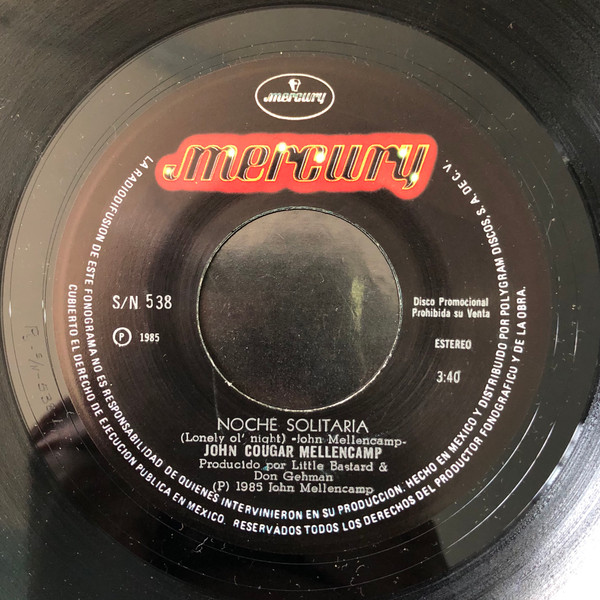 mercury
mercury
S/N 538
Ⓟ 1985
Disco Promocional
Prohibida su Venta
ESTEREO
3:40
NOCHE SOLITARIA
(Lonely ol' night) -John Mellencamp-
JOHN COUGAR MELLENCAMP
Producido por Little Bastard &
Don Gehman
(P) 1985 John Mellencamp
LA RADIODIFUSION DE ESTE FONOGRAMA NO ES RESPONSABILIDAD DE QUIENES INTERVINIERON EN SU PRODUCCION. HECHO EN MEXICO Y DISTRIBUIDO POR POLYGRAM DISCOS, S. A. DE C. V.
CUBIERTO EL DERECHO DE EJECUCION PUBLICA EN MEXICO. RESERVADOS TODOS LOS DERECHOS DEL PRODUCTOR FONOGRAFICO Y DE LA OBRA.